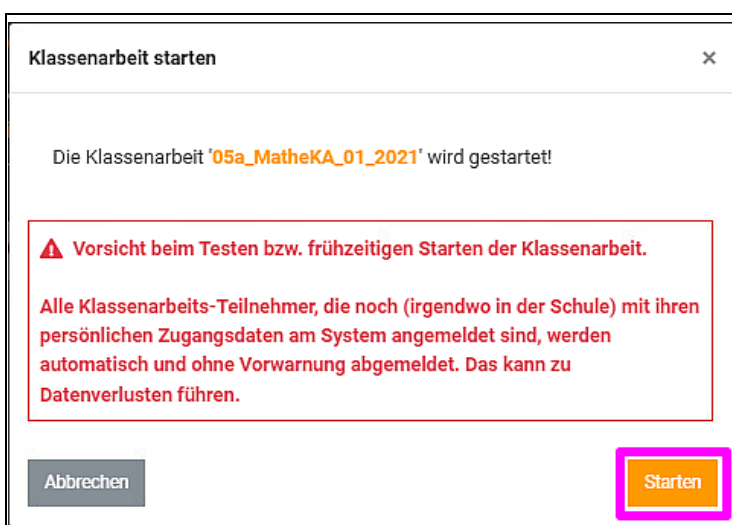 Klassenarbeit starten ×
Die Klassenarbeit '05a_MatheKA_01_2021' wird gestartet!
Vorsicht beim Testen bzw. frühzeitigen Starten der Klassenarbeit.
Alle Klassenarbeits-Teilnehmer, die noch (irgendwo in der Schule) mit ihren
persönlichen Zugangsdaten am System angemeldet sind, werden
automatisch und ohne Vorwarnung abgemeldet. Das kann zu
Datenverlusten führen.
Abbrechen Starten